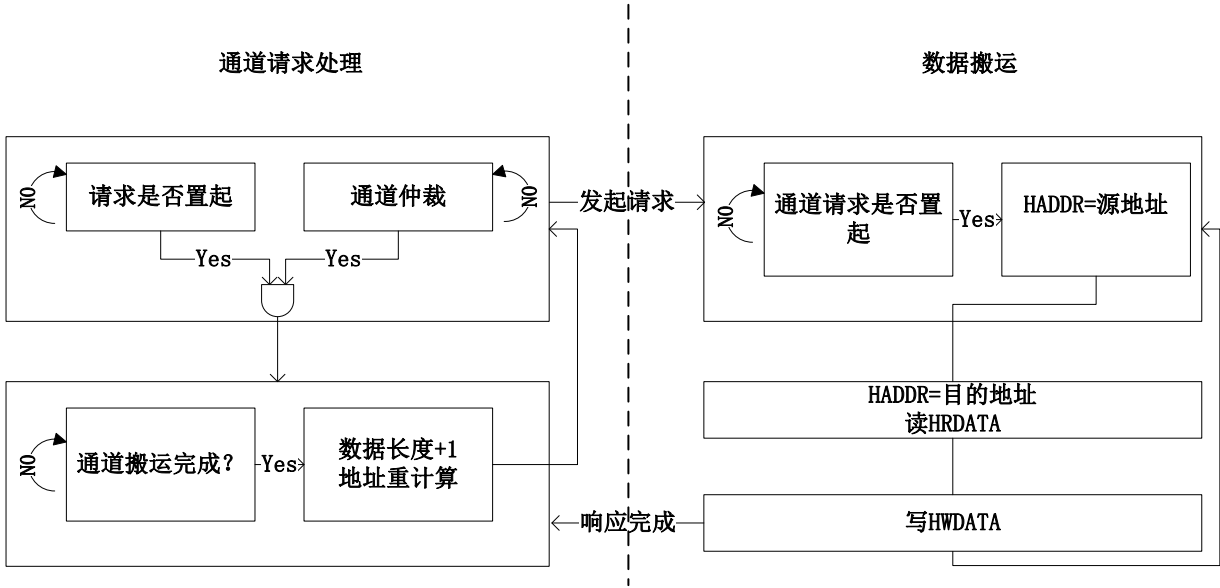 通道请求处理
数据搬运
NO
请求是否置起
通道仲裁
NO
Yes
Yes
发起请求
NO
通道请求是否置
起
Yes
HADDR=源地址
NO
通道搬运完成?
Yes
数据长度+1
地址重计算
HADDR=目的地址
读HRDATA
响应完成
写HWDATA